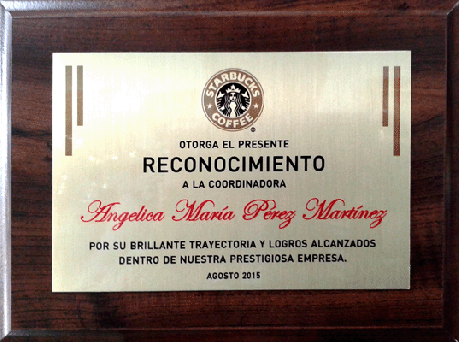 STARBUCKS
COFFEE
OTORGA EL PRESENTE
RECONOCIMIENTO
A LA COORDINADORA
Angelica María Pérez Martínez
POR SU BRILLANTE TRAYECTORIA Y LOGROS ALCANZADOS
DENTRO DE NUESTRA PRESTIGIOSA EMPRESA.
AGOSTO 2015